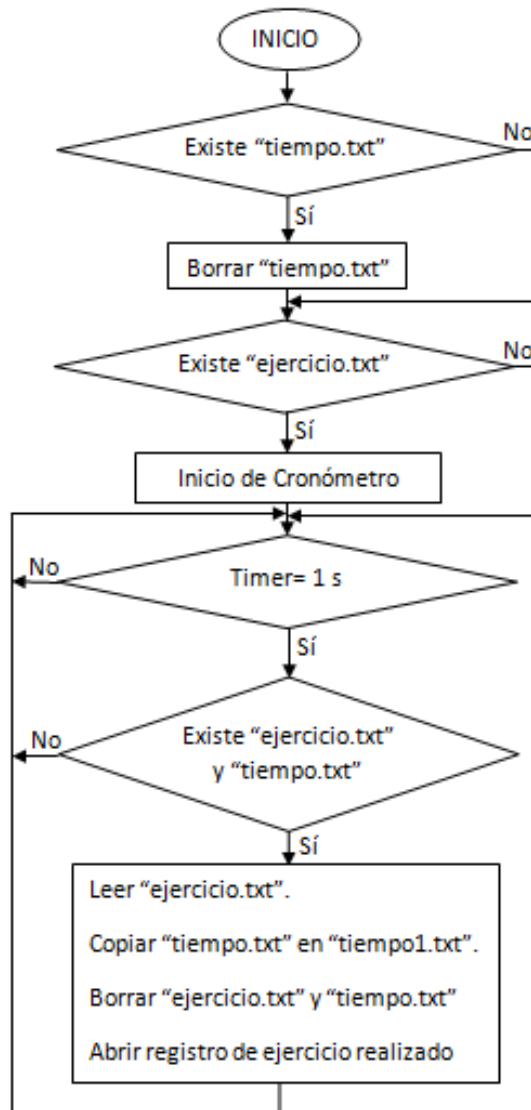 INICIO
Existe “tiempo.txt”
No
Sí
Borrar “tiempo.txt”
Existe “ejercicio.txt”
No
Sí
Inicio de Cronómetro
No
Timer= 1 s
Sí
No
Existe “ejercicio.txt”
y “tiempo.txt”
Sí
Leer “ejercicio.txt”.
Copiar “tiempo.txt” en “tiempo1.txt”.
Borrar “ejercicio.txt” y “tiempo.txt”
Abrir registro de ejercicio realizado